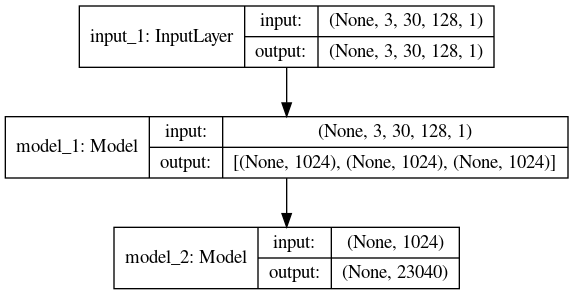 input_1: InputLayer
input: (None, 3, 30, 128, 1)
output: (None, 3, 30, 128, 1)
model_1: Model
input: (None, 3, 30, 128, 1)
output: [(None, 1024), (None, 1024), (None, 1024)]
model_2: Model
input: (None, 1024)
output: (None, 23040)